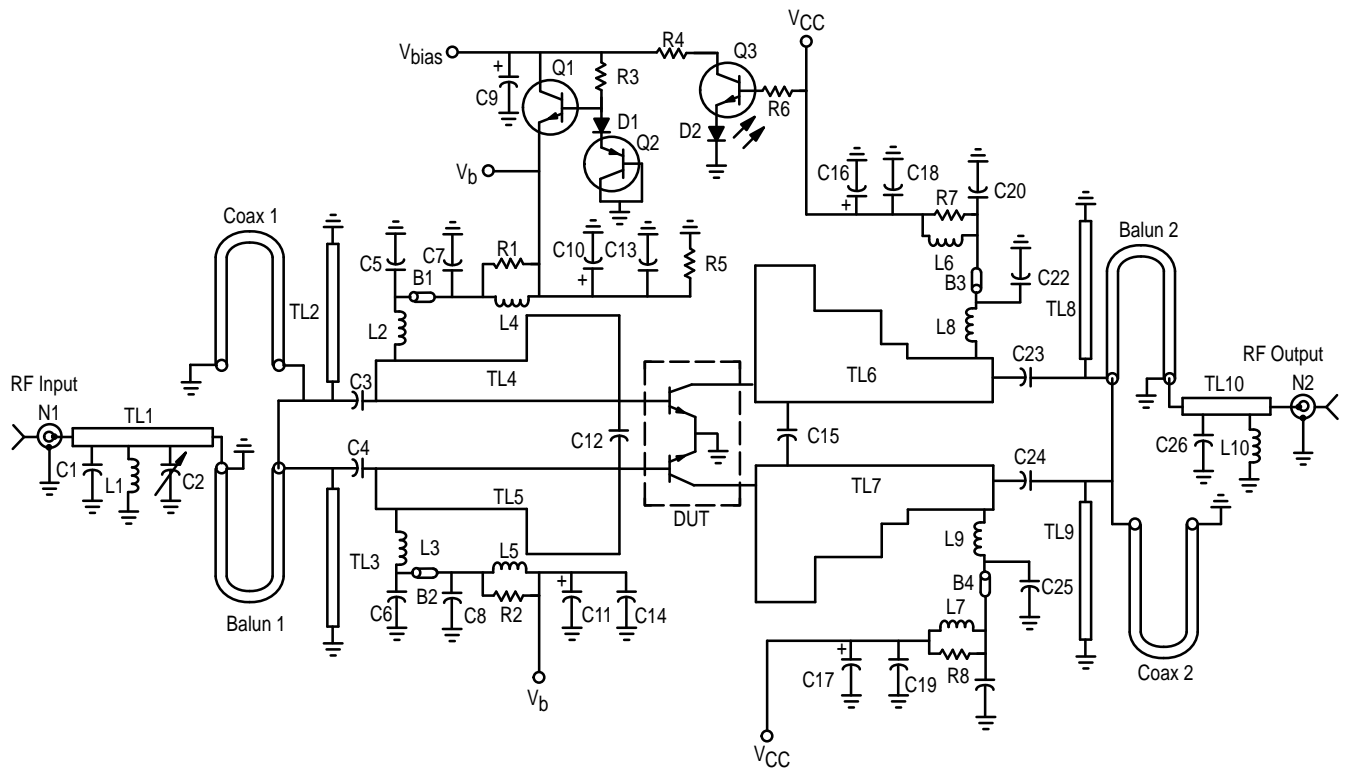 VCC
Vbias
R4
Q3
Q1
R3
C9
R6
D1
D2
Q2
Vb
C16
C18
C20
R7
Coax 1
Balun 2
C5
C7
R1
C10
C13
R5
L6
B1
B3
C22
TL2
TL8
L2
L4
L8
C23
RF Input
C3
TL4
TL6
RF Output
N1
TL1
TL10
N2
C12
C15
C1
L1
C2
C4
C24
C26
L10
TL5
DUT
TL7
TL3
L3
L5
L9
TL9
B4
C25
C6
B2
C8
R2
C11
C14
L7
Balun 1
C17
C19
R8
Coax 2
Vb
VCC